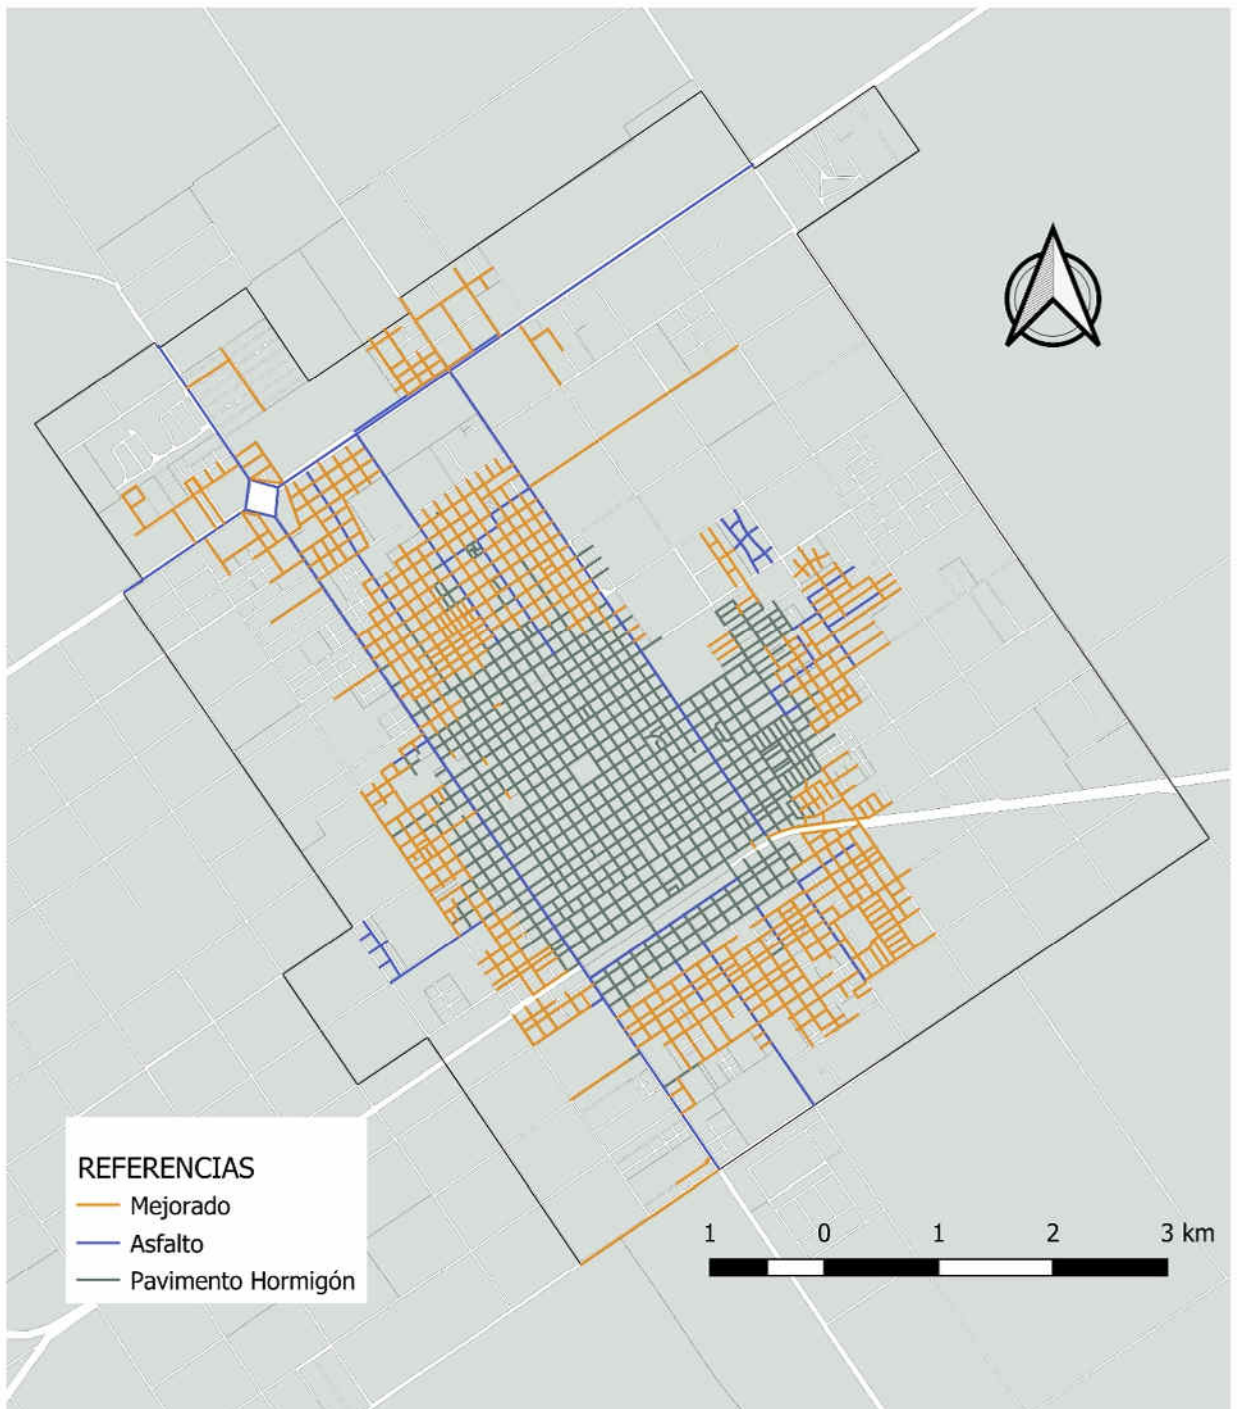 REFERENCIAS
Mejorado
Asfalto
Pavimento Hormigón
1 0 1 2 3 km